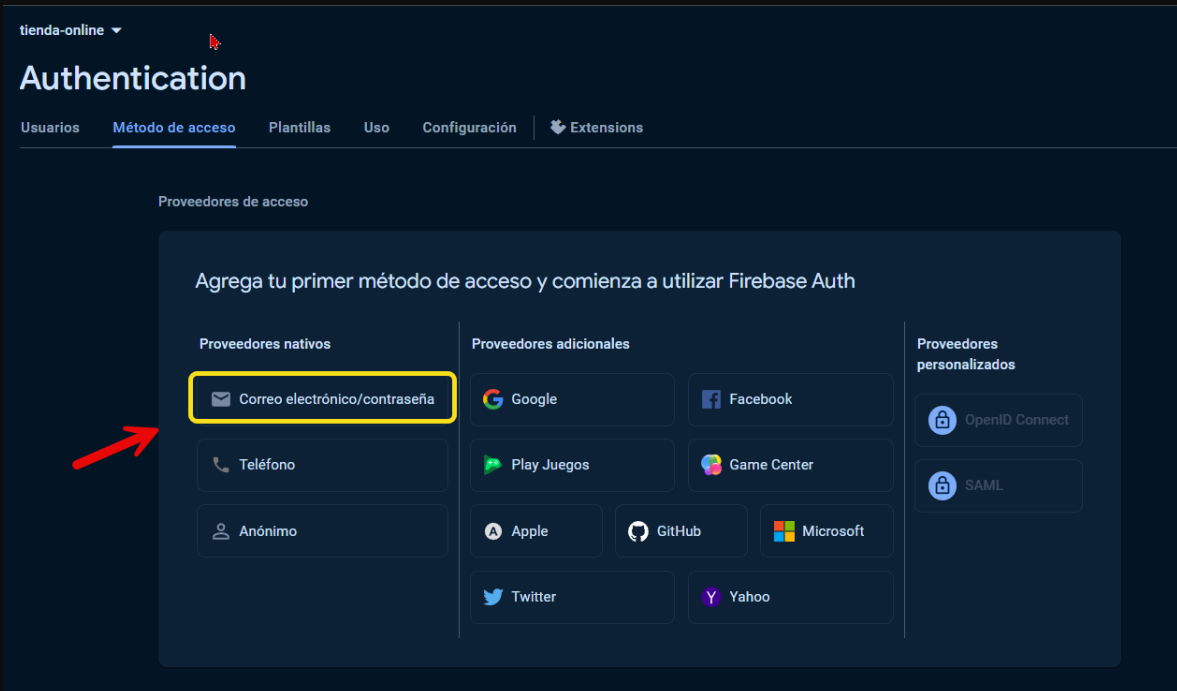 tienda-online
Authentication
Usuarios Método de acceso Plantillas Uso Configuración Extensions
Proveedores de acceso
Agrega tu primer método de acceso y comienza a utilizar Firebase Auth
Proveedores nativos
Correo electrónico/contraseña
Teléfono
Anónimo
Proveedores adicionales
Google Facebook
Play Juegos Game Center
Apple GitHub Microsoft
Twitter Yahoo
Proveedores
personalizados
OpenID Connect
SAML